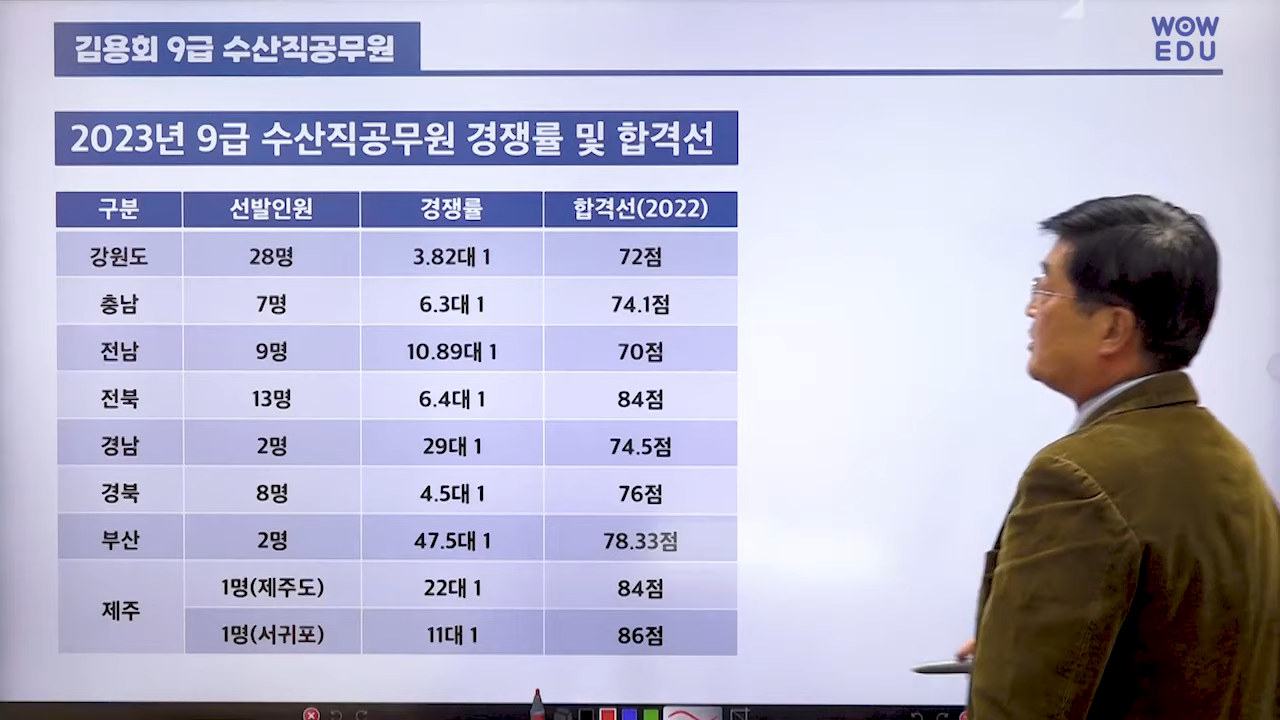 김용회 9급 수산직공무원
WOW
EDU
2023년 9급 수산직공무원 경쟁률 및 합격선
구분 선발인원 경쟁률 합격선(2022)
강원도 28명 3.82대 1 72점
충남 7명 6.3대 1 74.1점
전남 9명 10.89대 1 70점
전북 13명 6.4대 1 84점
경남 2명 29대 1 74.5점
경북 8명 4.5대 1 76점
부산 2명 47.5대 1 78.33점
제주 1명(제주도) 22대 1 84점
1명(서귀포) 11대 1 86점